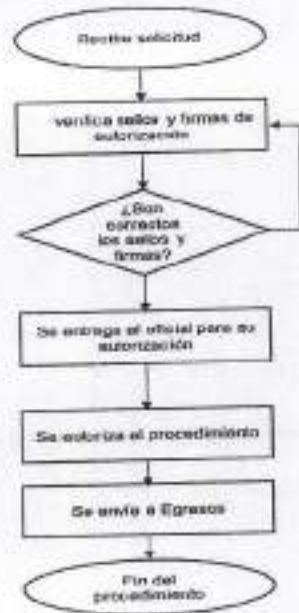 Recibe solicitud
verifica sellos y firmas de
autorización
¿Son
correctos
los sellos y
firmas?
Se entrega al oficial para su
autorización
Se autoriza el procedimiento
Se envía a Egresos
Fin del
procedimiento